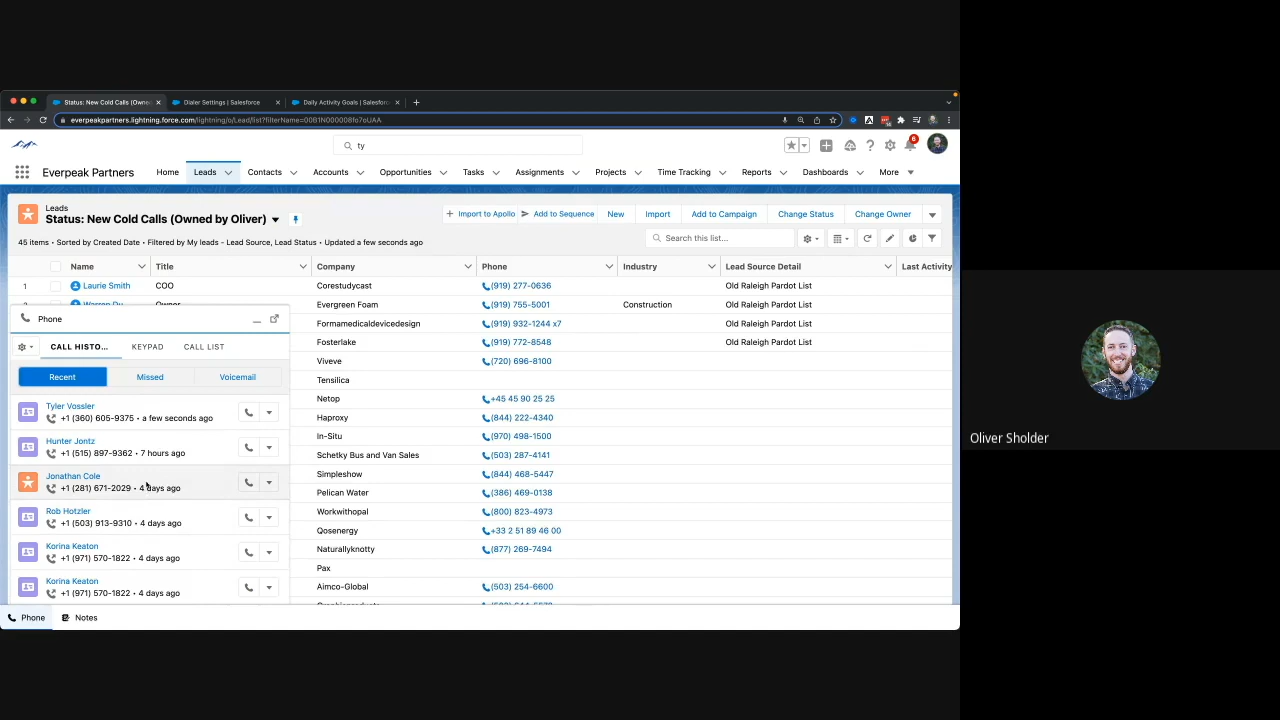 Status: New Cold Calls (Owne
Dialer Settings | Salesforce
Daily Activity Goals | Salesfor
everpeakpartners.lightning.force.com/lightning/o/Lead/list?filterName=00B1N000008fo7oUAA
ty
6
Everpeak Partners
Home
Leads
Contacts
Accounts
Opportunities
Tasks
Assignments
Projects
Time Tracking
Reports
Dashboards
More
Leads
Status: New Cold Calls (Owned by Oliver)
Import to Apollo
Add to Sequence
New
Import
Add to Campaign
Change Status
Change Owner
45 items • Sorted by Created Date • Filtered by My leads - Lead Source, Lead Status • Updated a few seconds ago
Search this list...
Name Title Company Phone Industry Lead Source Detail Last Activity
1 Laurie Smith COO Corestudycast (919) 277-0636 Old Raleigh Pardot List
Evergreen Foam (919) 755-5001 Construction Old Raleigh Pardot List
Formamedicaldevicedesign (919) 932-1244 x7 Old Raleigh Pardot List
Fosterlake (919) 772-8548 Old Raleigh Pardot List
Viveve (720) 696-8100
Tensilica
Netop +45 45 90 25 25
Haproxy (844) 222-4340
In-Situ (970) 498-1500
Schetky Bus and Van Sales (503) 287-4141
Simpleshow (844) 468-5447
Pelican Water (386) 469-0138
Workwithopal (800) 823-4973
Qosenergy +33 2 51 89 46 00
Naturallyknotty (877) 269-7494
Pax
Aimco-Global (503) 254-6600
Phone
CALL HISTO...
KEYPAD
CALL LIST
Recent
Missed
Voicemail
Tyler Vossler
+1 (360) 605-9375 • a few seconds ago
Hunter Jontz
+1 (515) 897-9362 • 7 hours ago
Jonathan Cole
+1 (281) 671-2029 • 4 days ago
Rob Hotzler
+1 (503) 913-9310 • 4 days ago
Korina Keaton
+1 (971) 570-1822 • 4 days ago
Korina Keaton
+1 (971) 570-1822 • 4 days ago
Phone
Notes
Oliver Sholder